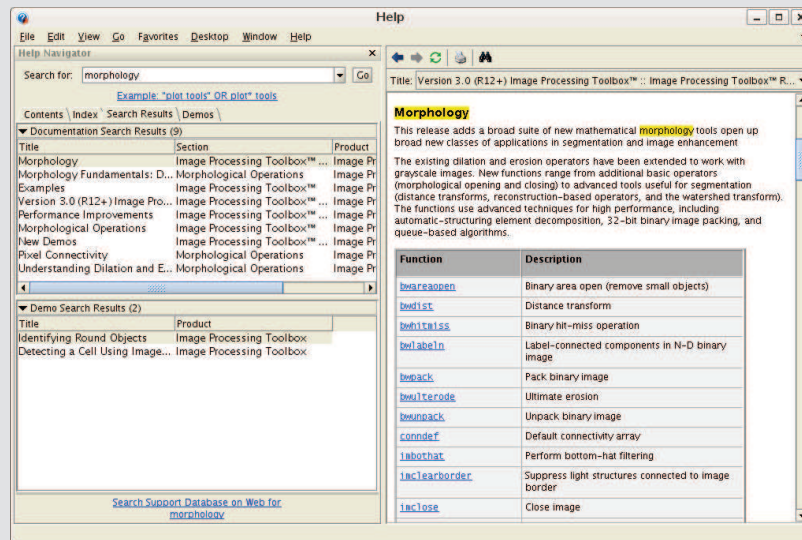 Help
File Edit View Go Favorites Desktop Window Help
Help Navigator
Search for: morphology Go
Example: "plot tools" OR plot* tools
Contents Index Search Results Demos
Documentation Search Results (9)
Title Section Product
Morphology Image Processing Toolbox™ ... Image Pr
Morphology Fundamentals: D... Morphological Operations Image Pr
Examples Image Processing Toolbox™ ... Image Pr
Version 3.0 (R12+) Image Pro... Image Processing Toolbox™ ... Image Pr
Performance Improvements Image Processing Toolbox™ ... Image Pr
Morphological Operations Image Processing Toolbox™ ... Image Pr
New Demos Image Processing Toolbox™ ... Image Pr
Pixel Connectivity Morphological Operations Image Pr
Understanding Dilation and E... Morphological Operations Image Pr
Demo Search Results (2)
Title Product
Identifying Round Objects Image Processing Toolbox
Detecting a Cell Using Image... Image Processing Toolbox
Search Support Database on Web for
morphology
Title: Version 3.0 (R12+) Image Processing Toolbox™ :: Image Processing Toolbox™ R...
Morphology
This release adds a broad suite of new mathematical morphology tools open up
broad new classes of applications in segmentation and image enhancement
The existing dilation and erosion operators have been extended to work with
grayscale images. New functions range from additional basic operators
(morphological opening and closing) to advanced tools useful for segmentation
(distance transforms, reconstruction-based operators, and the watershed transform).
The functions use advanced techniques for high performance, including
automatic-structuring element decomposition, 32-bit binary image packing, and
queue-based algorithms.
Function Description
bwareaopen Binary area open (remove small objects)
bwdist Distance transform
bwhitmiss Binary hit-miss operation
bwlabeln Label-connected components in N-D binary
image
bwpack Pack binary image
bwulterode Ultimate erosion
bwunpack Unpack binary image
conndef Default connectivity array
imbothat Perform bottom-hat filtering
imclearborder Suppress light structures connected to image
border
imclose Close image